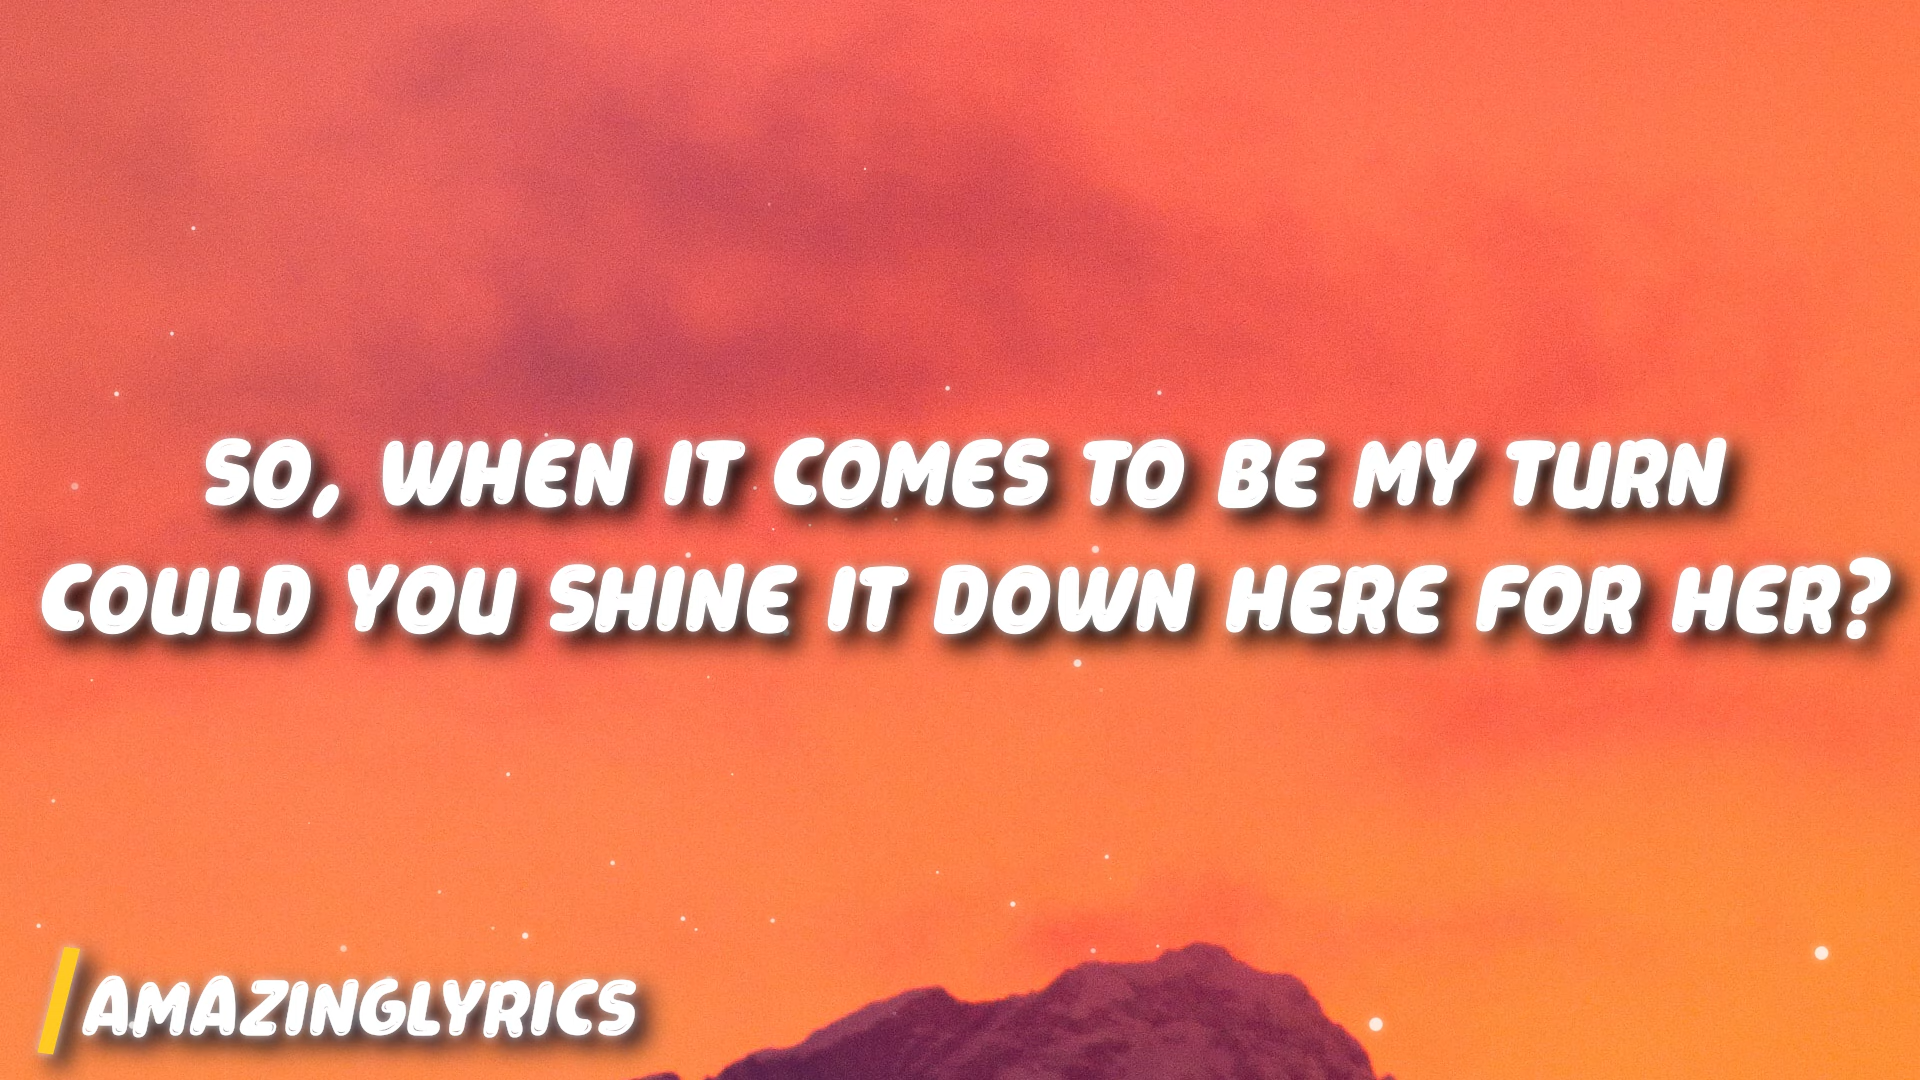 SO, WHEN IT COMES TO BE MY TURN
COULD YOU SHINE IT DOWN HERE FOR HER?
AMAZINGLYRICS